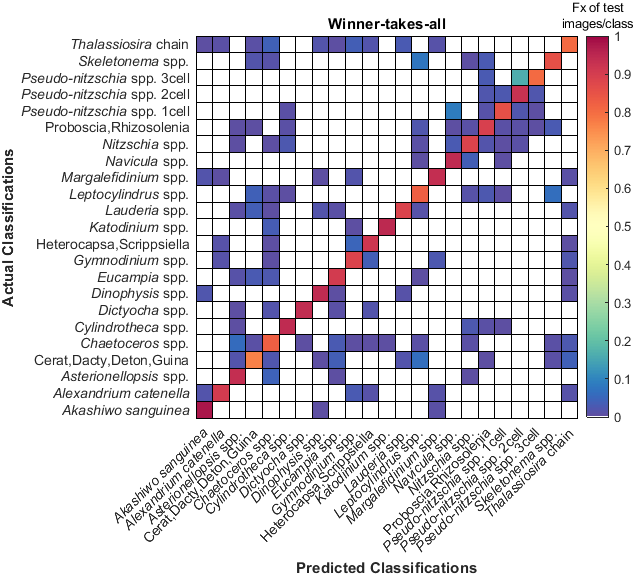 Winner-takes-all
Fx of test
images/class
Actual Classifications
Thalassiosira chain
Skeletonema spp.
Pseudo-nitzschia spp. 3cell
Pseudo-nitzschia spp. 2cell
Pseudo-nitzschia spp. 1cell
Proboscia,Rhizosolenia
Nitzschia spp.
Navicula spp.
Margalefidinium spp.
Leptocylindrus spp.
Lauderia spp.
Katodinium spp.
Heterocapsa,Scrippsiella
Gymnodinium spp.
Eucampia spp.
Dinophysis spp.
Dictyocha spp.
Cylindrotheca spp.
Chaetoceros spp.
Cerat,Dacty,Deton,Guina
Asterionellopsis spp.
Alexandrium catenella
Akashiwo sanguinea
1
0.9
0.8
0.7
0.6
0.5
0.4
0.3
0.2
0.1
0
Akashiwo sanguinea
Alexandrium catenella
Asterionellopsis spp.
Cerat,Dacty,Deton,Guina
Chaetoceros spp.
Cylindrotheca spp.
Dictyocha spp.
Dinophysis spp.
Eucampia spp.
Gymnodinium spp.
Heterocapsa,Scrippsiella
Katodinium spp.
Lauderia spp.
Leptocylindrus spp.
Margalefidinium spp.
Navicula spp.
Nitzschia spp.
Proboscia,Rhizosolenia
Pseudo-nitzschia spp. 1cell
Pseudo-nitzschia spp. 2cell
Pseudo-nitzschia spp. 3cell
Skeletonema spp.
Thalassiosira chain
Predicted Classifications